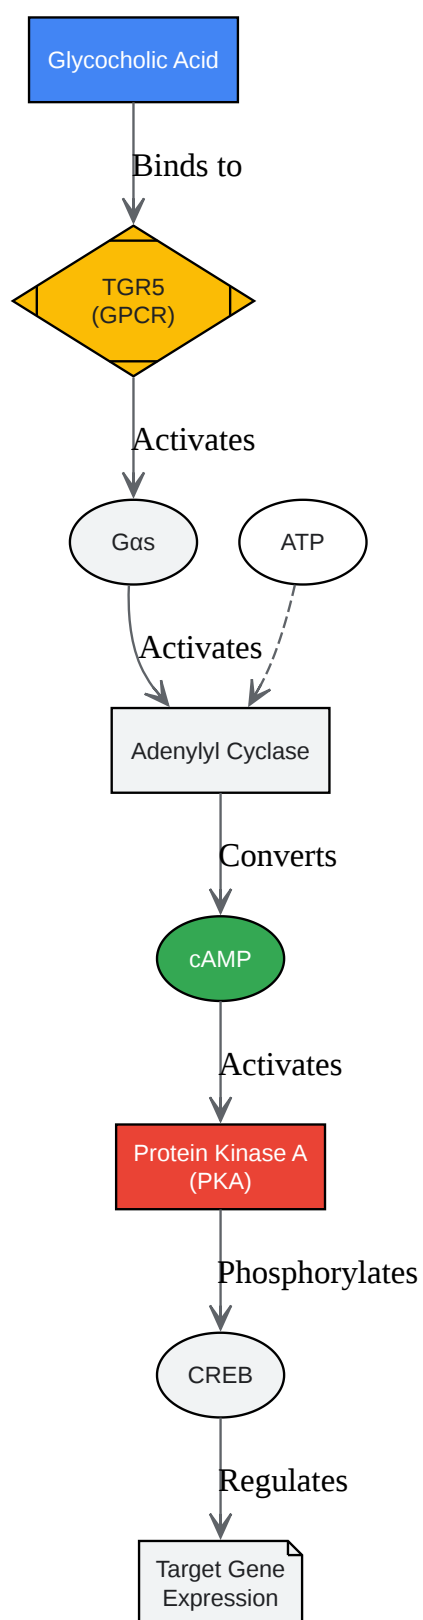 Glycocholic Acid
Binds to
TGR5
(GPCR)
Activates
Gαs
ATP
Activates
Adenylyl Cyclase
Converts
cAMP
Activates
Protein Kinase A
(PKA)
Phosphorylates
CREB
Regulates
Target Gene
Expression